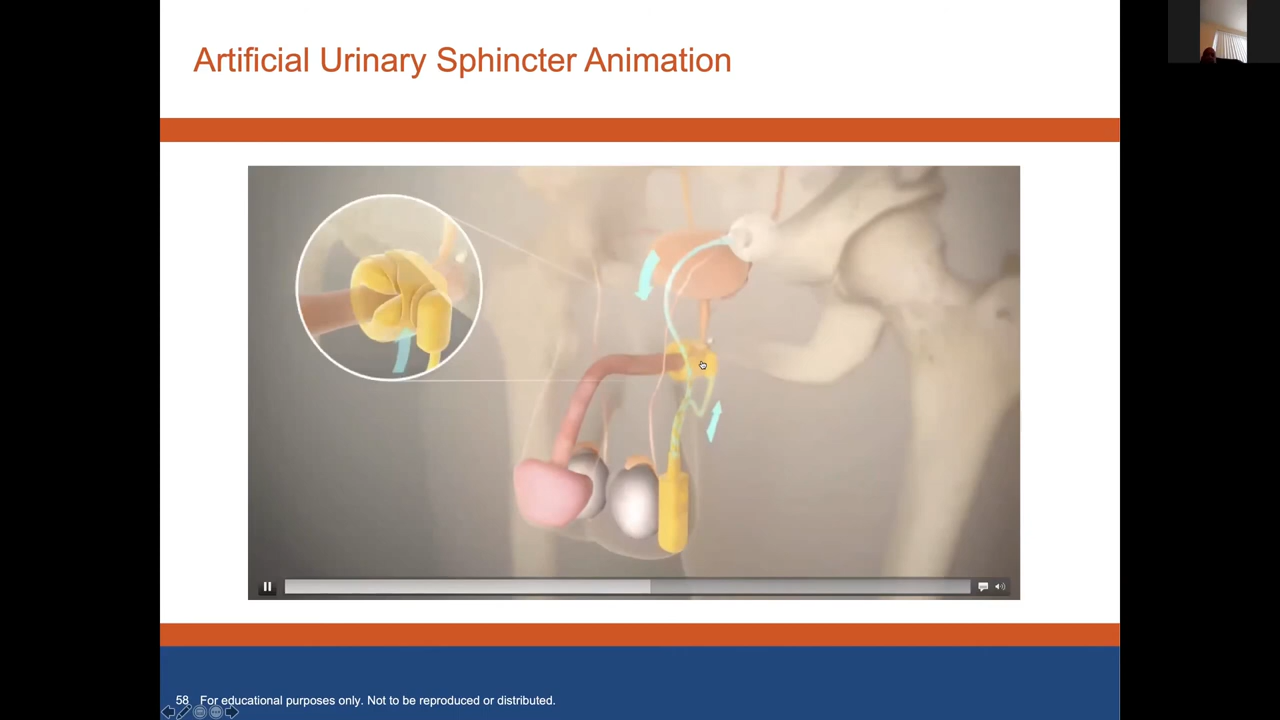 Artificial Urinary Sphincter Animation
58 For educational purposes only. Not to be reproduced or distributed.